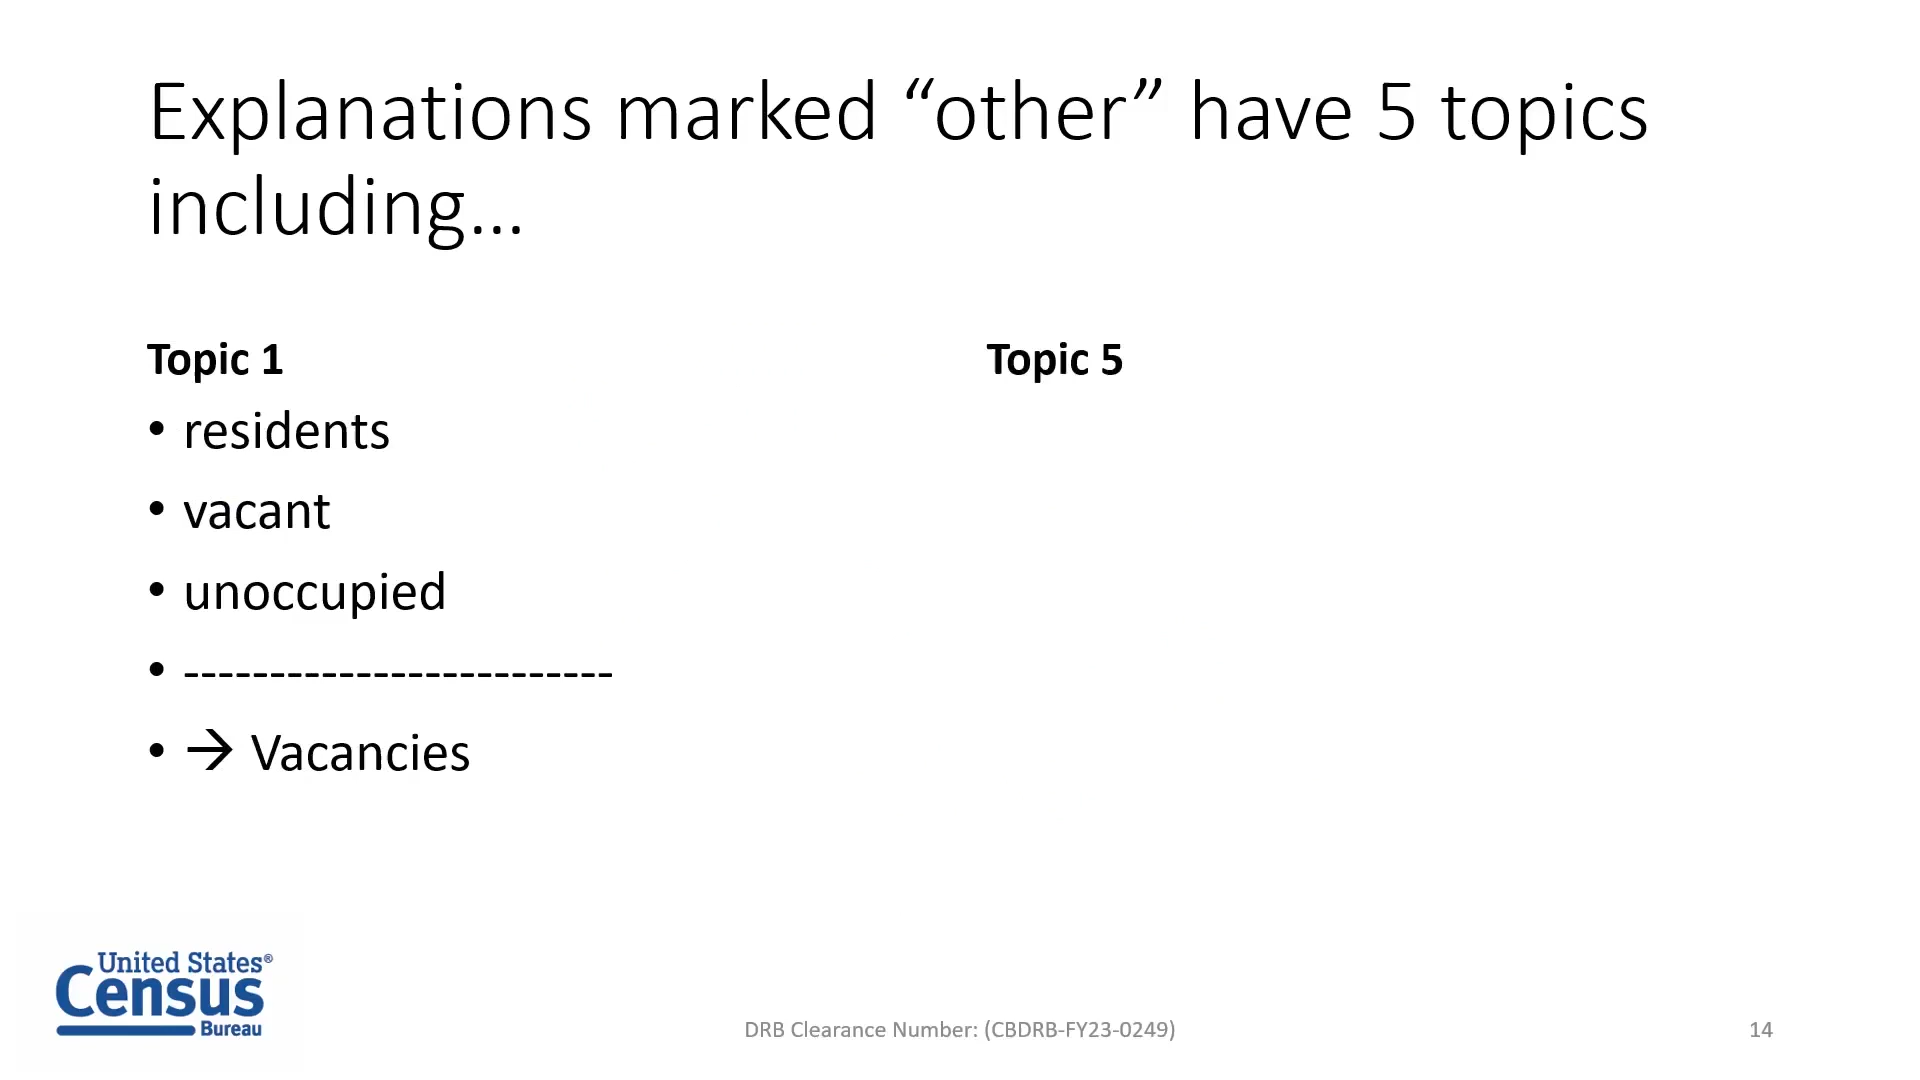 Explanations marked “other” have 5 topics
including…
Topic 1
• residents
• vacant
• unoccupied
• -------------------------
• → Vacancies
Topic 5
United States®
Census
Bureau
DRB Clearance Number: (CBDRB-FY23-0249)
14